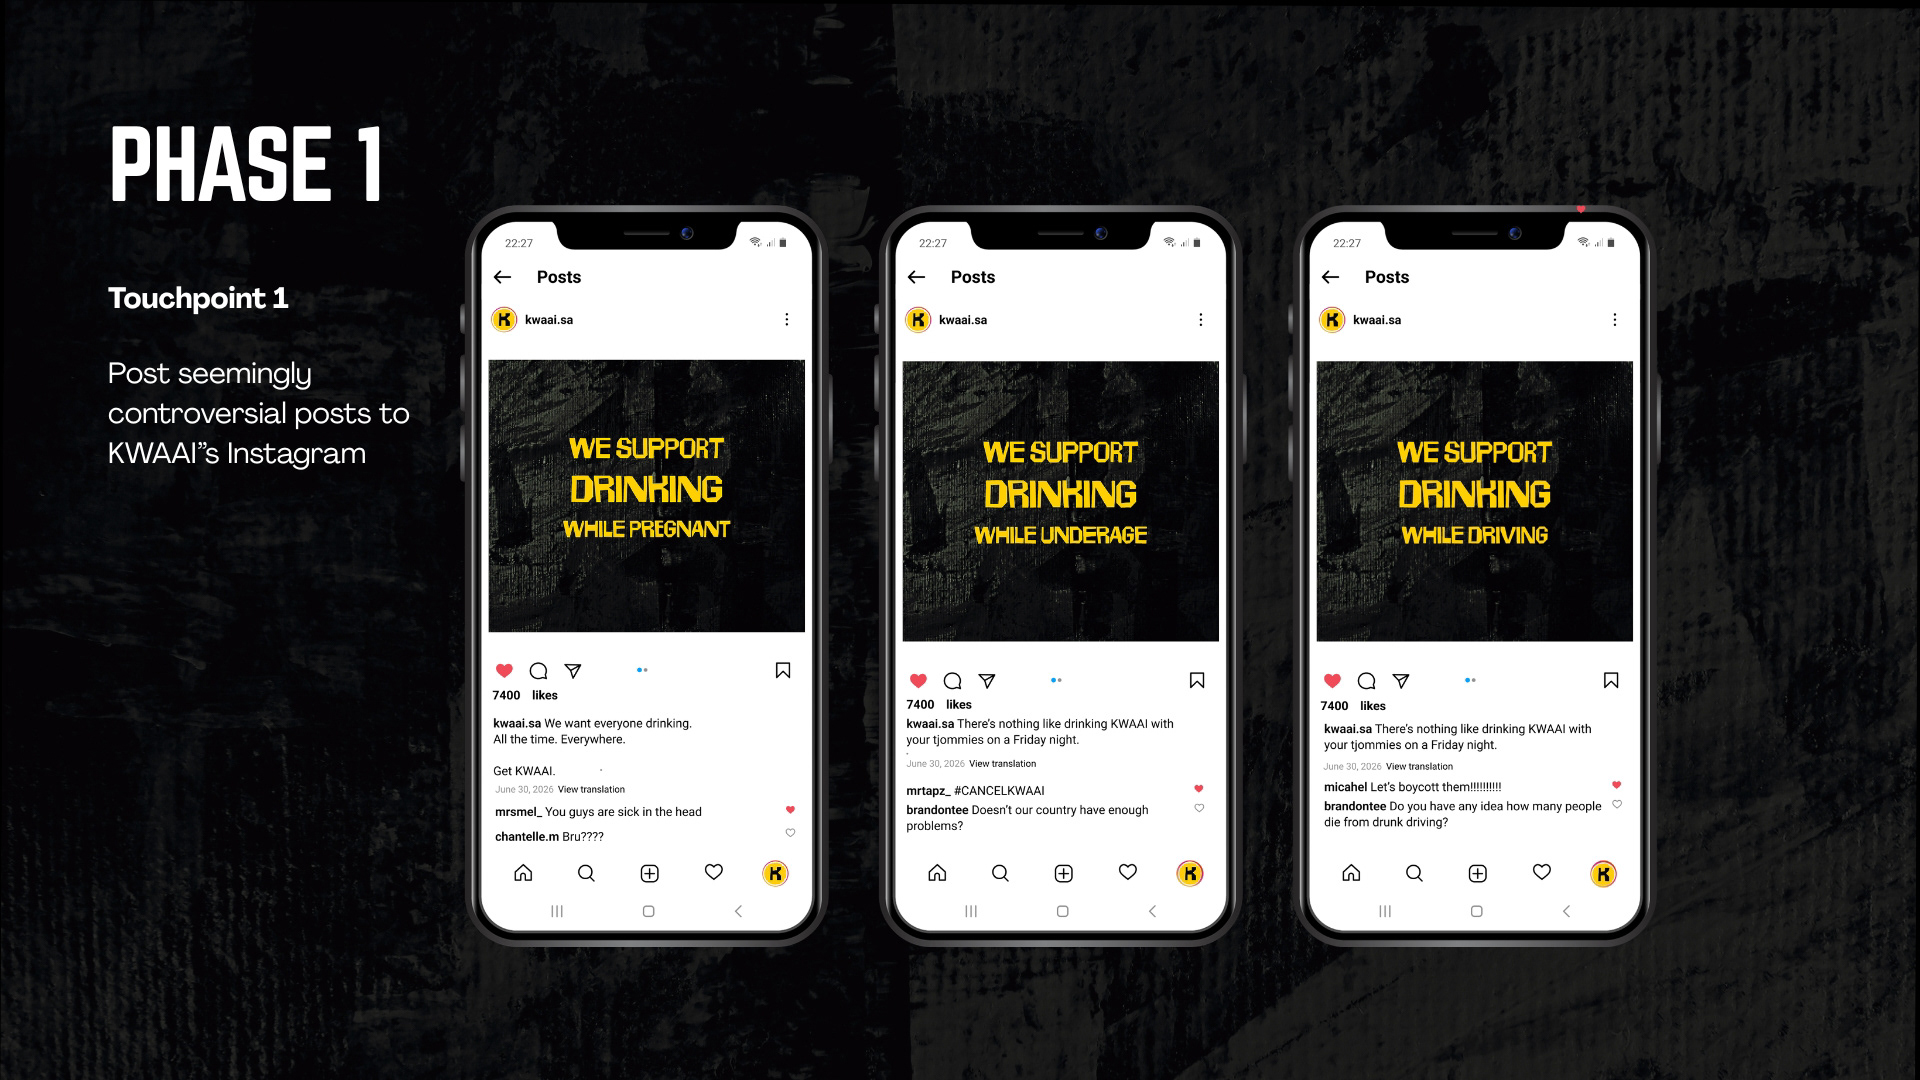 PHASE 1
Touchpoint 1
Post seemingly
controversial posts to
KWAAI”s Instagram
22:27
Posts
K kwaai.sa
WE SUPPORT
DRINKING
WHILE PREGNANT
7400 likes
kwaai.sa We want everyone drinking.
All the time. Everywhere.
Get KWAAI.
June 30, 2026 View translation
mrsmel_ You guys are sick in the head
chantelle.m Bru????
K
22:27
Posts
K kwaai.sa
WE SUPPORT
DRINKING
WHILE UNDERAGE
7400 likes
kwaai.sa There’s nothing like drinking KWAAI with
your tjommies on a Friday night.
June 30, 2026 View translation
mrtapz_ #CANCELKWAAI
brandontee Doesn’t our country have enough
problems?
K
22:27
Posts
K kwaai.sa
WE SUPPORT
DRINKING
WHILE DRIVING
7400 likes
kwaai.sa There’s nothing like drinking KWAAI with
your tjommies on a Friday night.
June 30, 2026 View translation
micahel Let’s boycott them!!!!!!!!!!
brandontee Do you have any idea how many people
die from drunk driving?
K